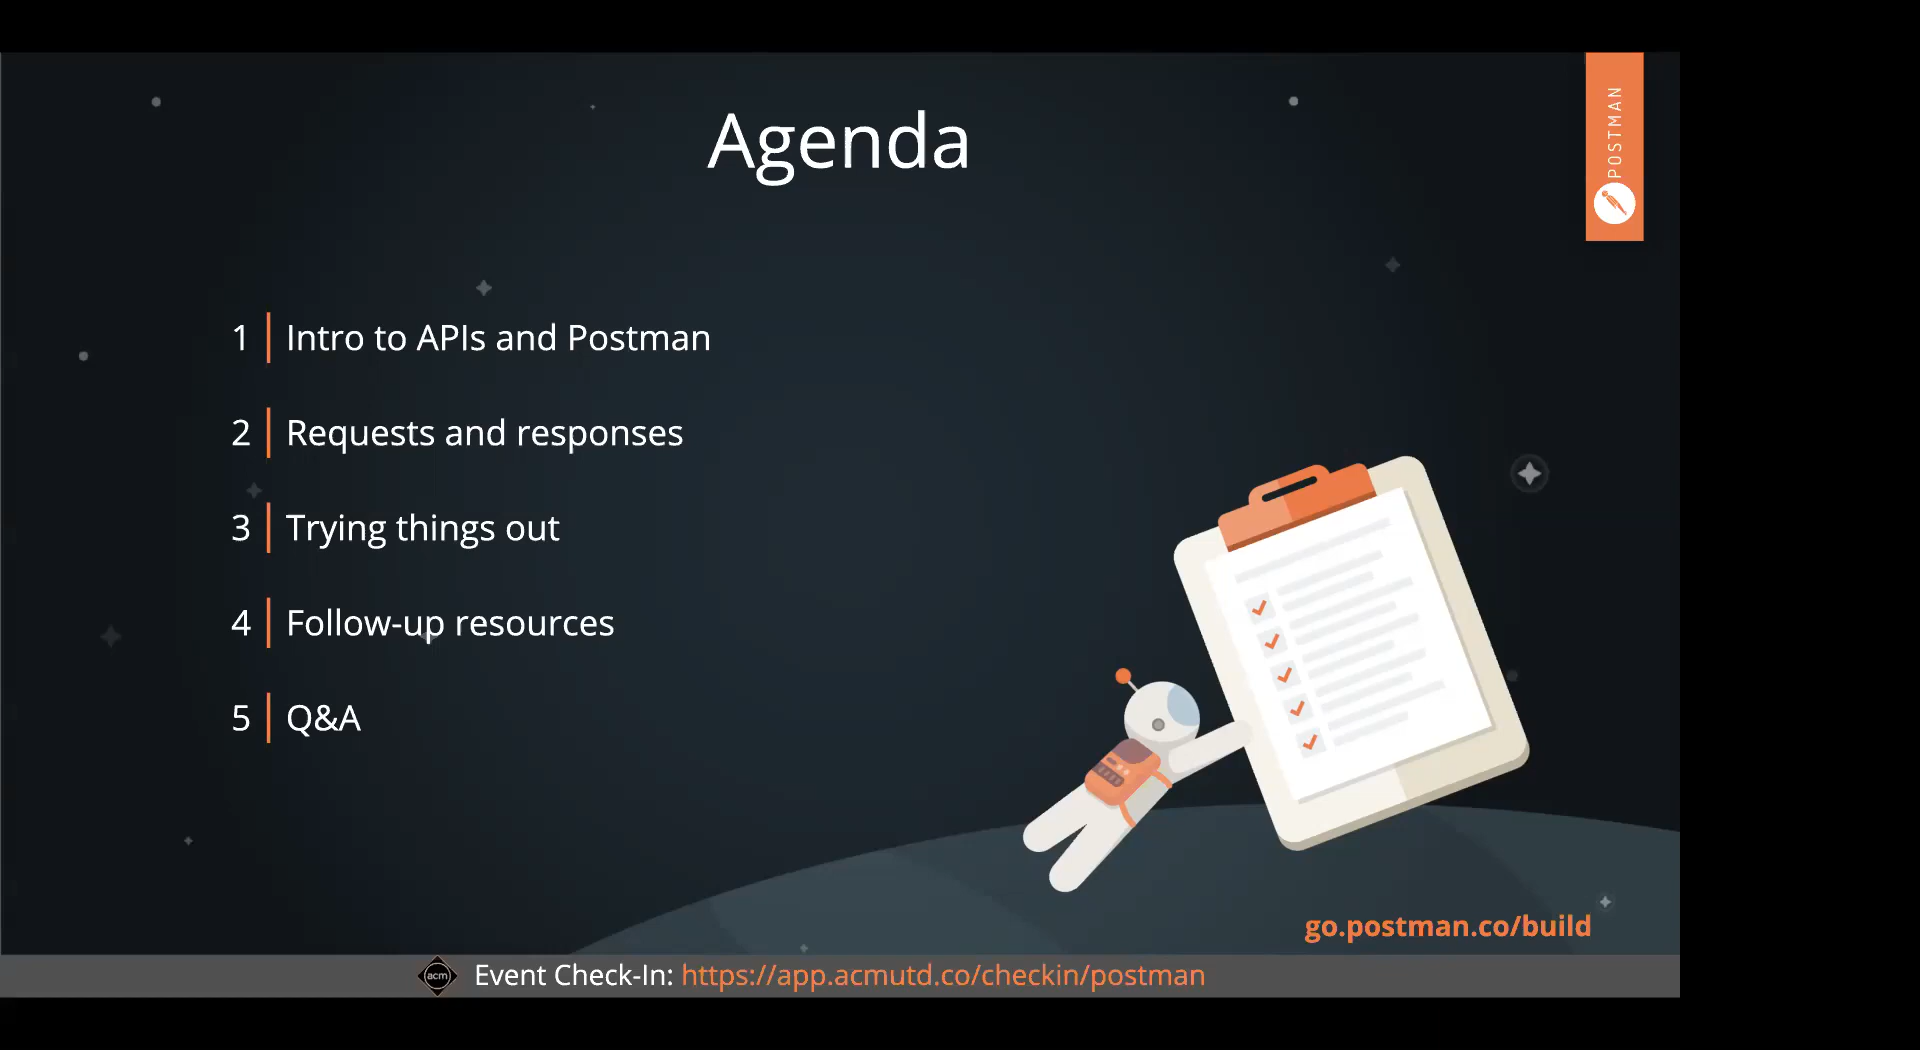 Agenda
POSTMAN
1 Intro to APIs and Postman
2 Requests and responses
3 Trying things out
4 Follow-up resources
5 Q&A
go.postman.co/build
acm Event Check-In: https://app.acmutd.co/checkin/postman